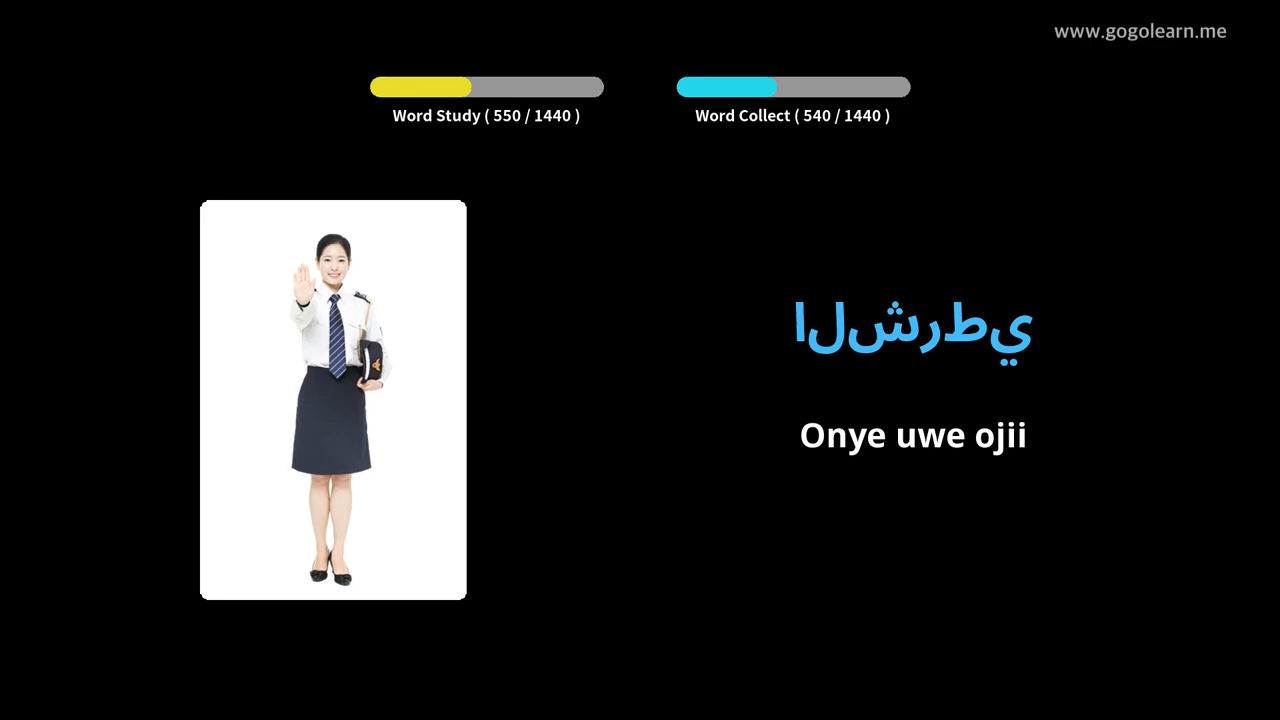 www.gogolearn.me
Word Study ( 550 / 1440 )
Word Collect ( 540 / 1440 )
الشرطي
Onye uwe ojii